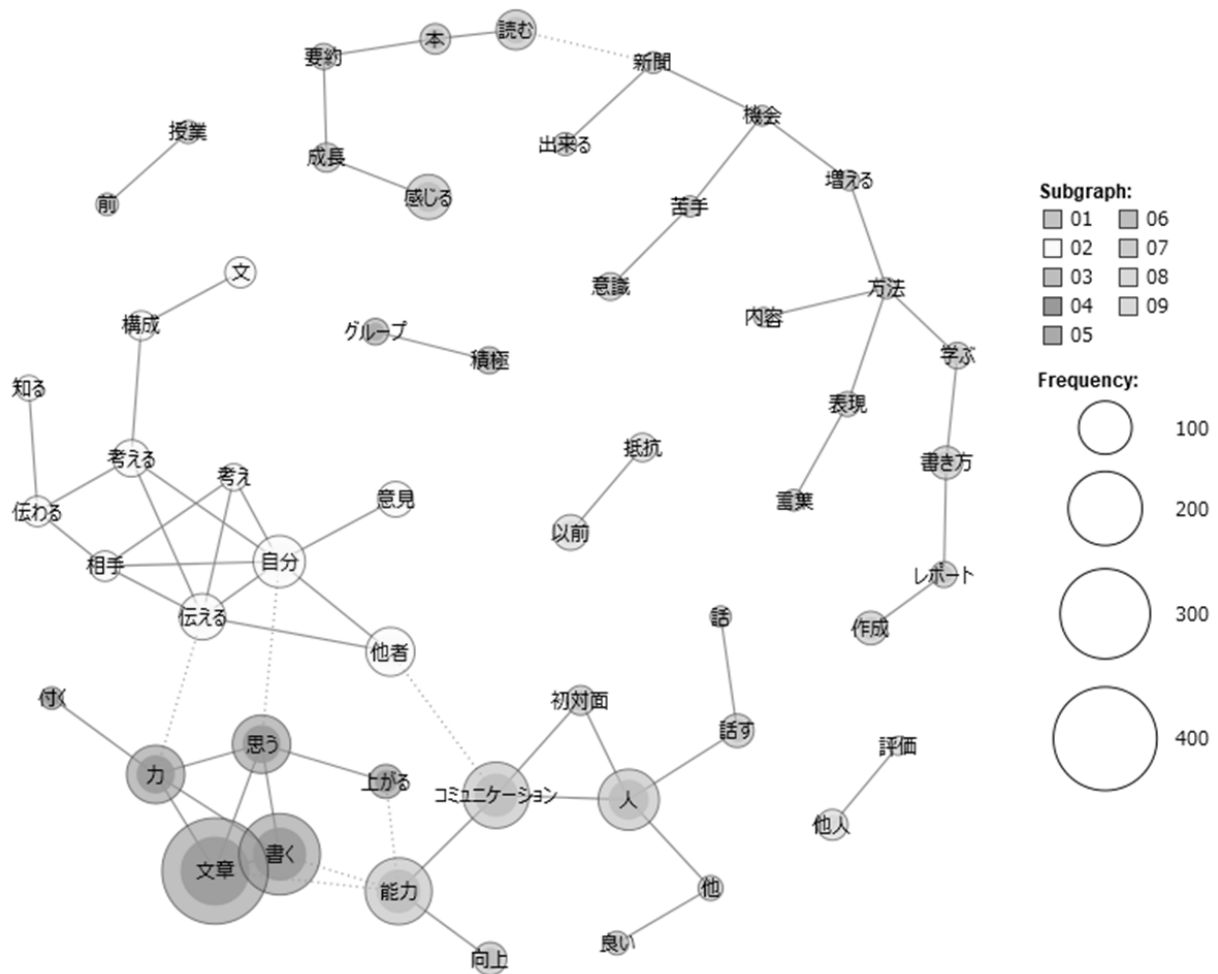 読む
本
要約
新聞
機会
授業
出来る
成長
増える
感じる
前
苦手
文
意識
方法
内容
構成
グループ
積極
学ぶ
知る
表現
抵抗
考える
書き方
考え
意見
言葉
伝わる
以前
自分
相手
レポート
伝える
話
作成
他者
付く
初対面
話す
思う
評価
力
上がる
コミュニケーション
人
他人
書く
文章
能力
他
良い
向上
Subgraph:
01 06
02 07
03 08
04 09
05
Frequency:
100
200
300
400